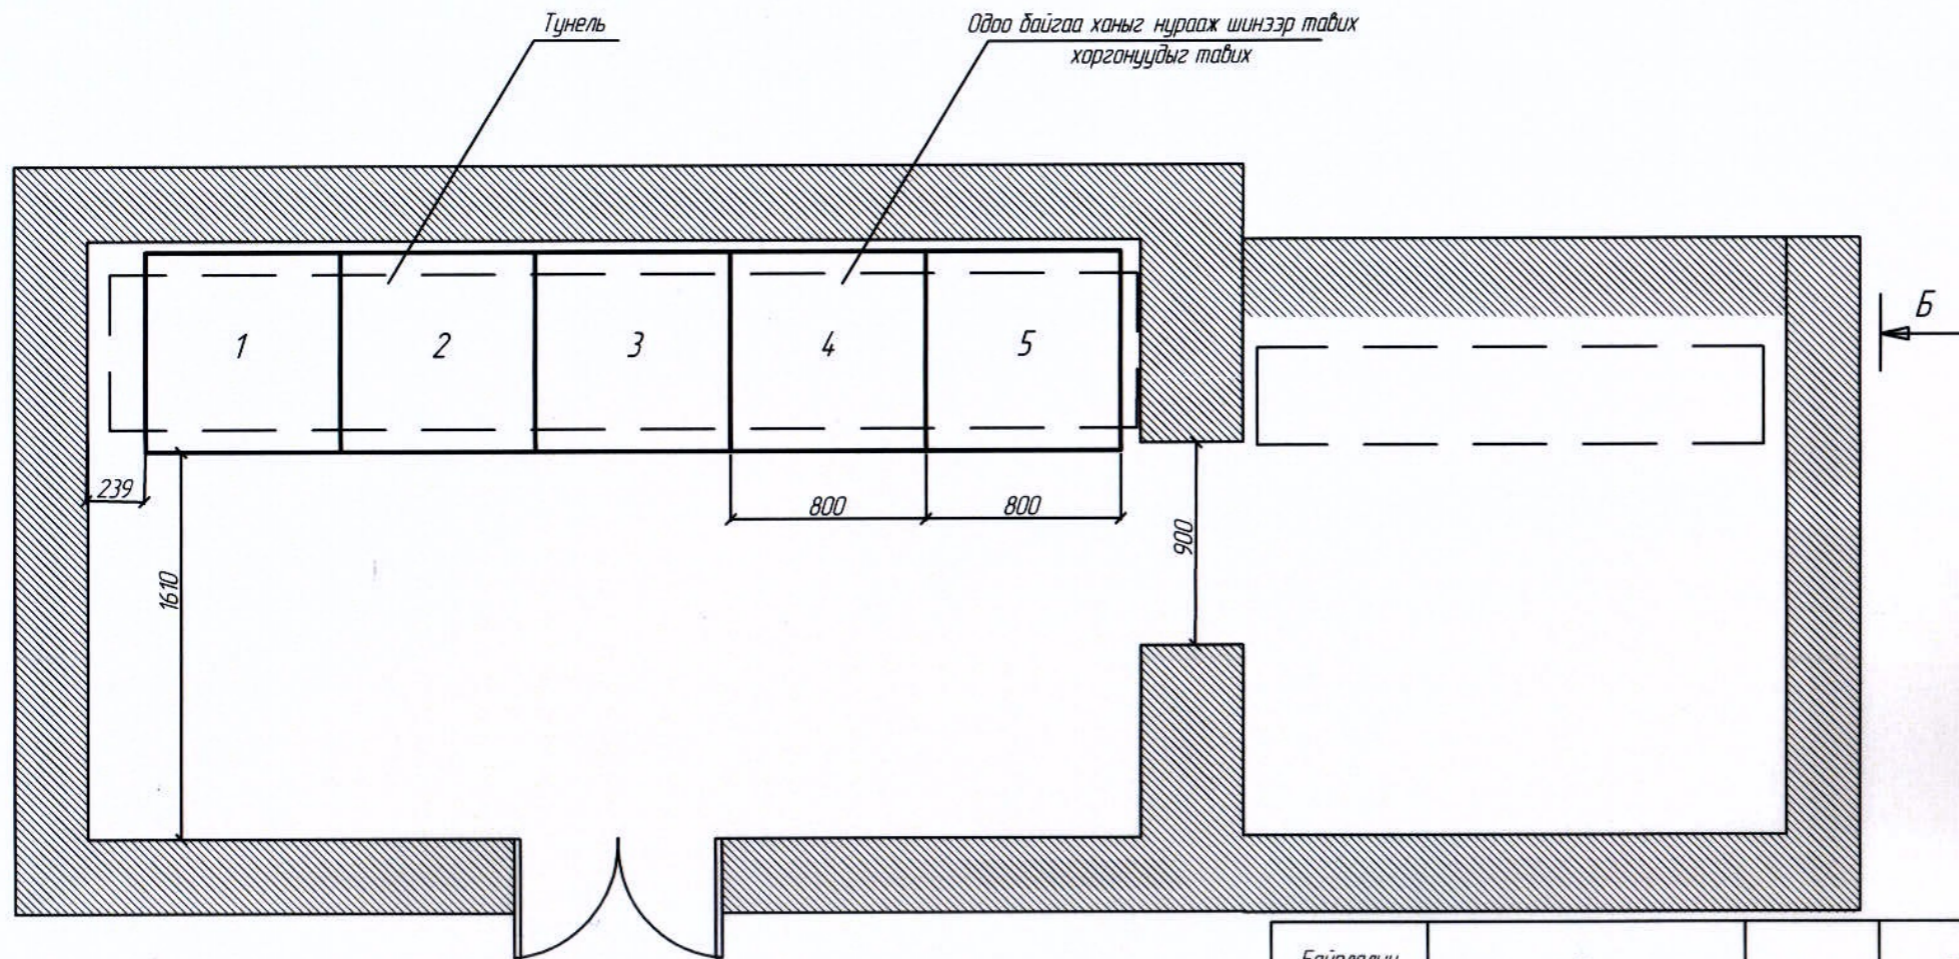 Тунель
Одоо байгаа ханыг нурааж шинээр тавих
хоргонуудыг тавих
Б
1
2
3
4
5
239
800
800
900
1610